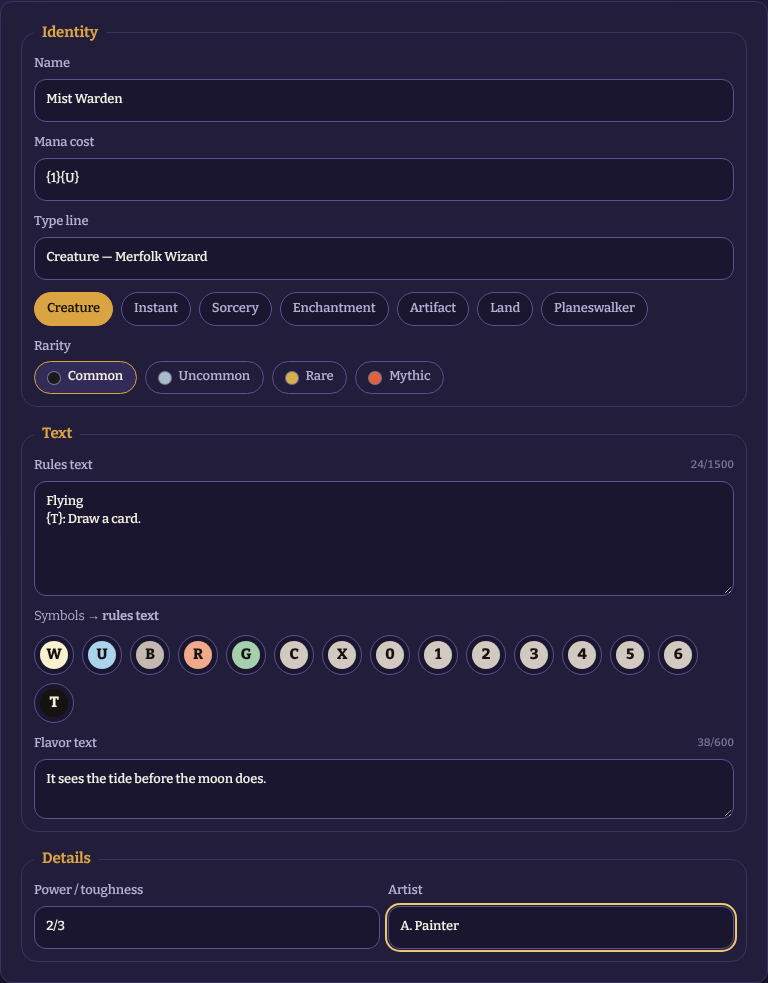 Identity
Name
Mist Warden
Mana cost
{1}{U}
Type line
Creature — Merfolk Wizard
Creature Instant Sorcery Enchantment Artifact Land Planeswalker
Rarity
Common Uncommon Rare Mythic
Text
Rules text 24/1500
Flying
{T}: Draw a card.
Symbols → rules text
W U B R G C X 0 1 2 3 4 5 6
T
Flavor text 38/600
It sees the tide before the moon does.
Details
Power / toughness Artist
2/3 A. Painter